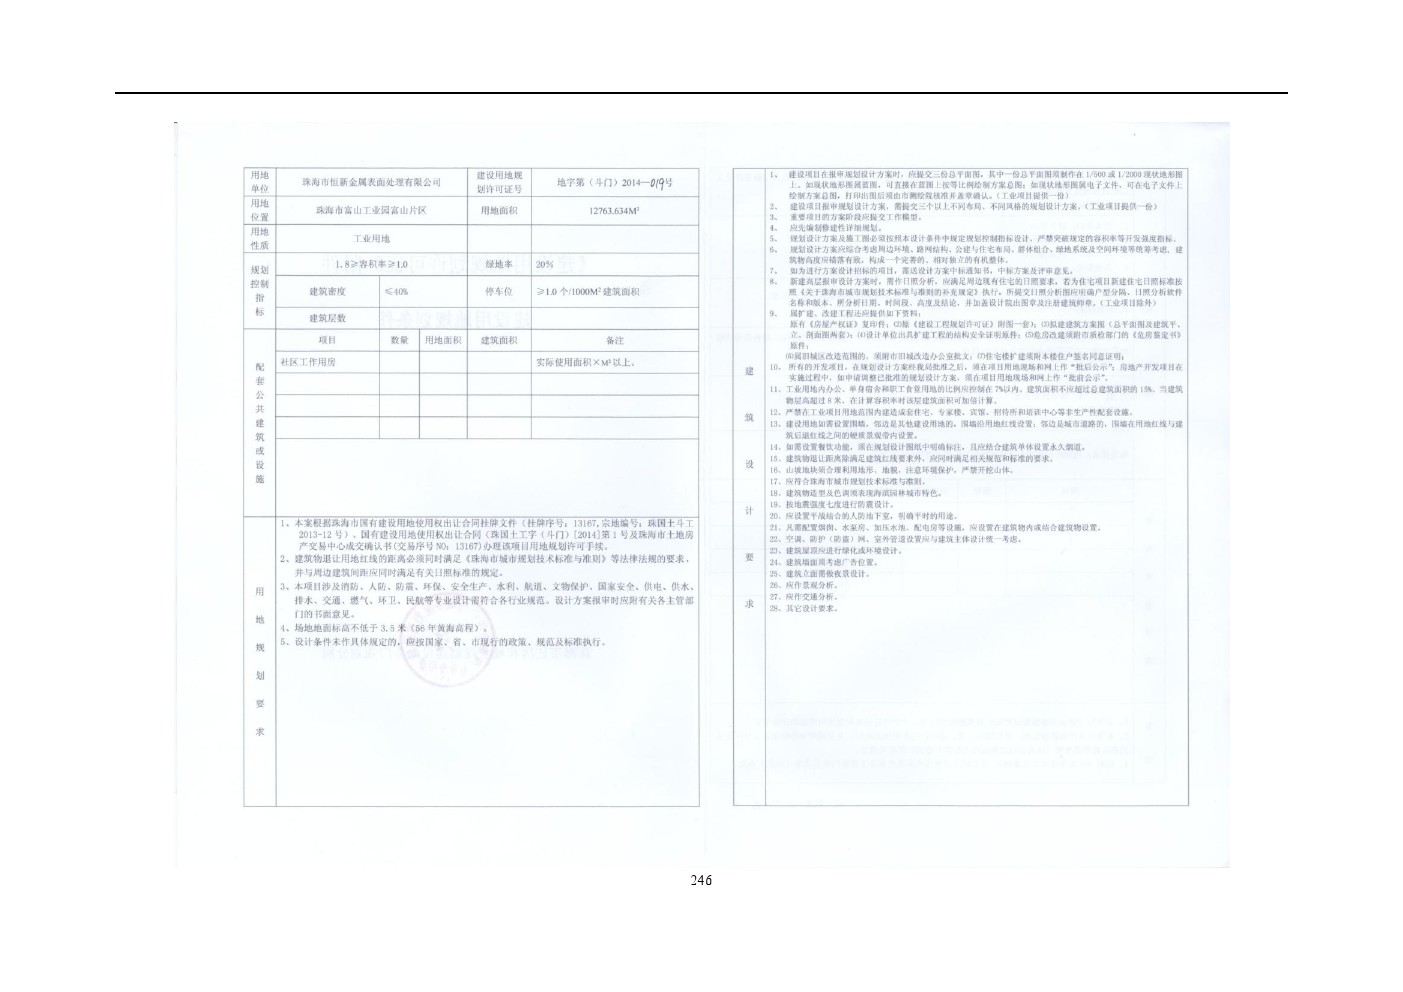 用地单位 珠海市恒新金属表面处理有限公司 建设用地规划许可证号 地字第（斗门）2014—019号
用地位置 珠海市富山工业园富山片区 用地面积 12763.634M²
用地性质 工业用地
规划控制指标 1.8≥容积率≥1.0 绿地率 20%
建筑密度 ≤40% 停车位 ≥1.0 个/1000M² 建筑面积
建筑层数
配套公共建筑或设施 项目 数量 用地面积 建筑面积 备注
社区工作用房 实际使用面积×M²以上。
用地规划要求
1、本案根据珠海市国有建设用地使用权出让合同挂牌文件（挂牌序号：13167,宗地编号：珠国土斗工
2013-12 号）、国有建设用地使用权出让合同（珠国土工字（斗门）[2014]第 1 号及珠海市土地房
产交易中心成交确认书(交易序号 NO：13167)办理该项目用地规划许可手续。
2、建筑物退让用地红线的距离必须同时满足《珠海市城市规划技术标准与准则》等法律法规的要求，
并与周边建筑间距应同时满足有关日照标准的规定。
3、本项目涉及消防、人防、防震、环保、安全生产、水利、航道、文物保护、国家安全、供电、供水、
排水、交通、燃气、环卫、民航等专业设计需符合各行业规范。设计方案报审时应附有关各主管部
门的书面意见。
4、场地地面标高不低于 3.5 米（56 年黄海高程）。
5、设计条件未作具体规定的，应按国家、省、市现行的政策、规范及标准执行。
建筑设计要求
1、 建设项目在报审规划设计方案时，应提交三份总平面图，其中一份总平面图须制作在 1/500 或 1/2000 现状地形图
上。如现状地形图属蓝图，可直接在蓝图上按等比例绘制方案总图；如现状地形图属电子文件，可在电子文件上
绘制方案总图，打印出图后须由市测绘院核准并盖章确认。（工业项目提供一份）
2、 建设项目报审规划设计方案，需提交三个以上不同布局、不同风格的规划设计方案。（工业项目提供一份）
3、 重要项目的方案阶段应提交工作模型。
4、 应先编制修建性详细规划。
5、 规划设计方案及施工图必须按照本设计条件中规定规划控制指标设计，严禁突破规定的容积率等开发强度指标。
6、 规划设计方案应综合考虑周边环境、路网结构、公建与住宅布局、群体组合、绿地系统及空间环境等统筹考虑，建
筑物高度应错落有致，构成一个完善的、相对独立的有机整体。
7、 如为进行方案设计招标的项目，需送设计方案中标通知书，中标方案及评审意见。
8、 新建高层报审设计方案时，需作日照分析，应满足周边现有住宅的日照要求，若为住宅项目新建住宅日照标准按
照《关于珠海市城市规划技术标准与准则的补充规定》执行，所提交日照分析图应明确户型分隔，日照分析软件
名称和版本、所分析日期、时间段、高度及结论，并加盖设计院出图章及注册建筑师章。（工业项目除外）
9、 属扩建、改建工程还应提供如下资料：
原有《房屋产权证》复印件；⑵原《建设工程规划许可证》附图一套）；⑶拟建建筑方案图（总平面图及建筑平、
立、剖面图两套）；⑷设计单位出具扩建工程的结构安全证明原件；⑸危房改建须附市质检部门的《危房鉴定书》
原件；
⑹属旧城区改造范围的，须附市旧城改造办公室批文；⑺住宅楼扩建须附本楼住户签名同意证明；
10、 所有的开发项目，在规划设计方案经我局批准之后，须在项目用地现场和网上作“批后公示”；房地产开发项目在
实施过程中，如申请调整已批准的规划设计方案，须在项目用地现场和网上作“批前公示”。
11、工业用地内办公、单身宿舍和职工食堂用地的比例应控制在 7%以内，建筑面积不应超过总建筑面积的 15%。当建筑
物层高超过 8 米，在计算容积率时该层建筑面积可加倍计算。
12、严禁在工业项目用地范围内建造成套住宅、专家楼、宾馆、招待所和培训中心等非生产性配套设施。
13、建设用地如需设置围墙，邻边是其他建设用地的，围墙沿用地红线设置；邻边是城市道路的，围墙在用地红线与建
筑后退红线之间的硬质景观带内设置。
14、如需设置餐饮功能，须在规划设计图纸中明确标注，且应结合建筑单体设置永久烟道。
15、建筑物退让距离除满足建筑红线要求外，应同时满足相关规范和标准的要求。
16、山坡地块须合理利用地形、地貌，注意环境保护，严禁开挖山体。
17、应符合珠海市城市规划技术标准与准则。
18、建筑物造型及色调须表现海滨园林城市特色。
19、按地震强度七度进行防震设计。
20、应设置平战结合的人防地下室，明确平时的用途。
21、凡需配置烟囱、水泵房、加压水池、配电房等设施，应设置在建筑物内或结合建筑物设置。
22、空调、防护（防盗）网、室外管道设置应与建筑主体设计统一考虑。
23、建筑屋顶应进行绿化或环境设计。
24、建筑墙面须考虑广告位置。
25、建筑立面需做夜景设计。
26、应作景观分析。
27、应作交通分析。
28、其它设计要求。
246